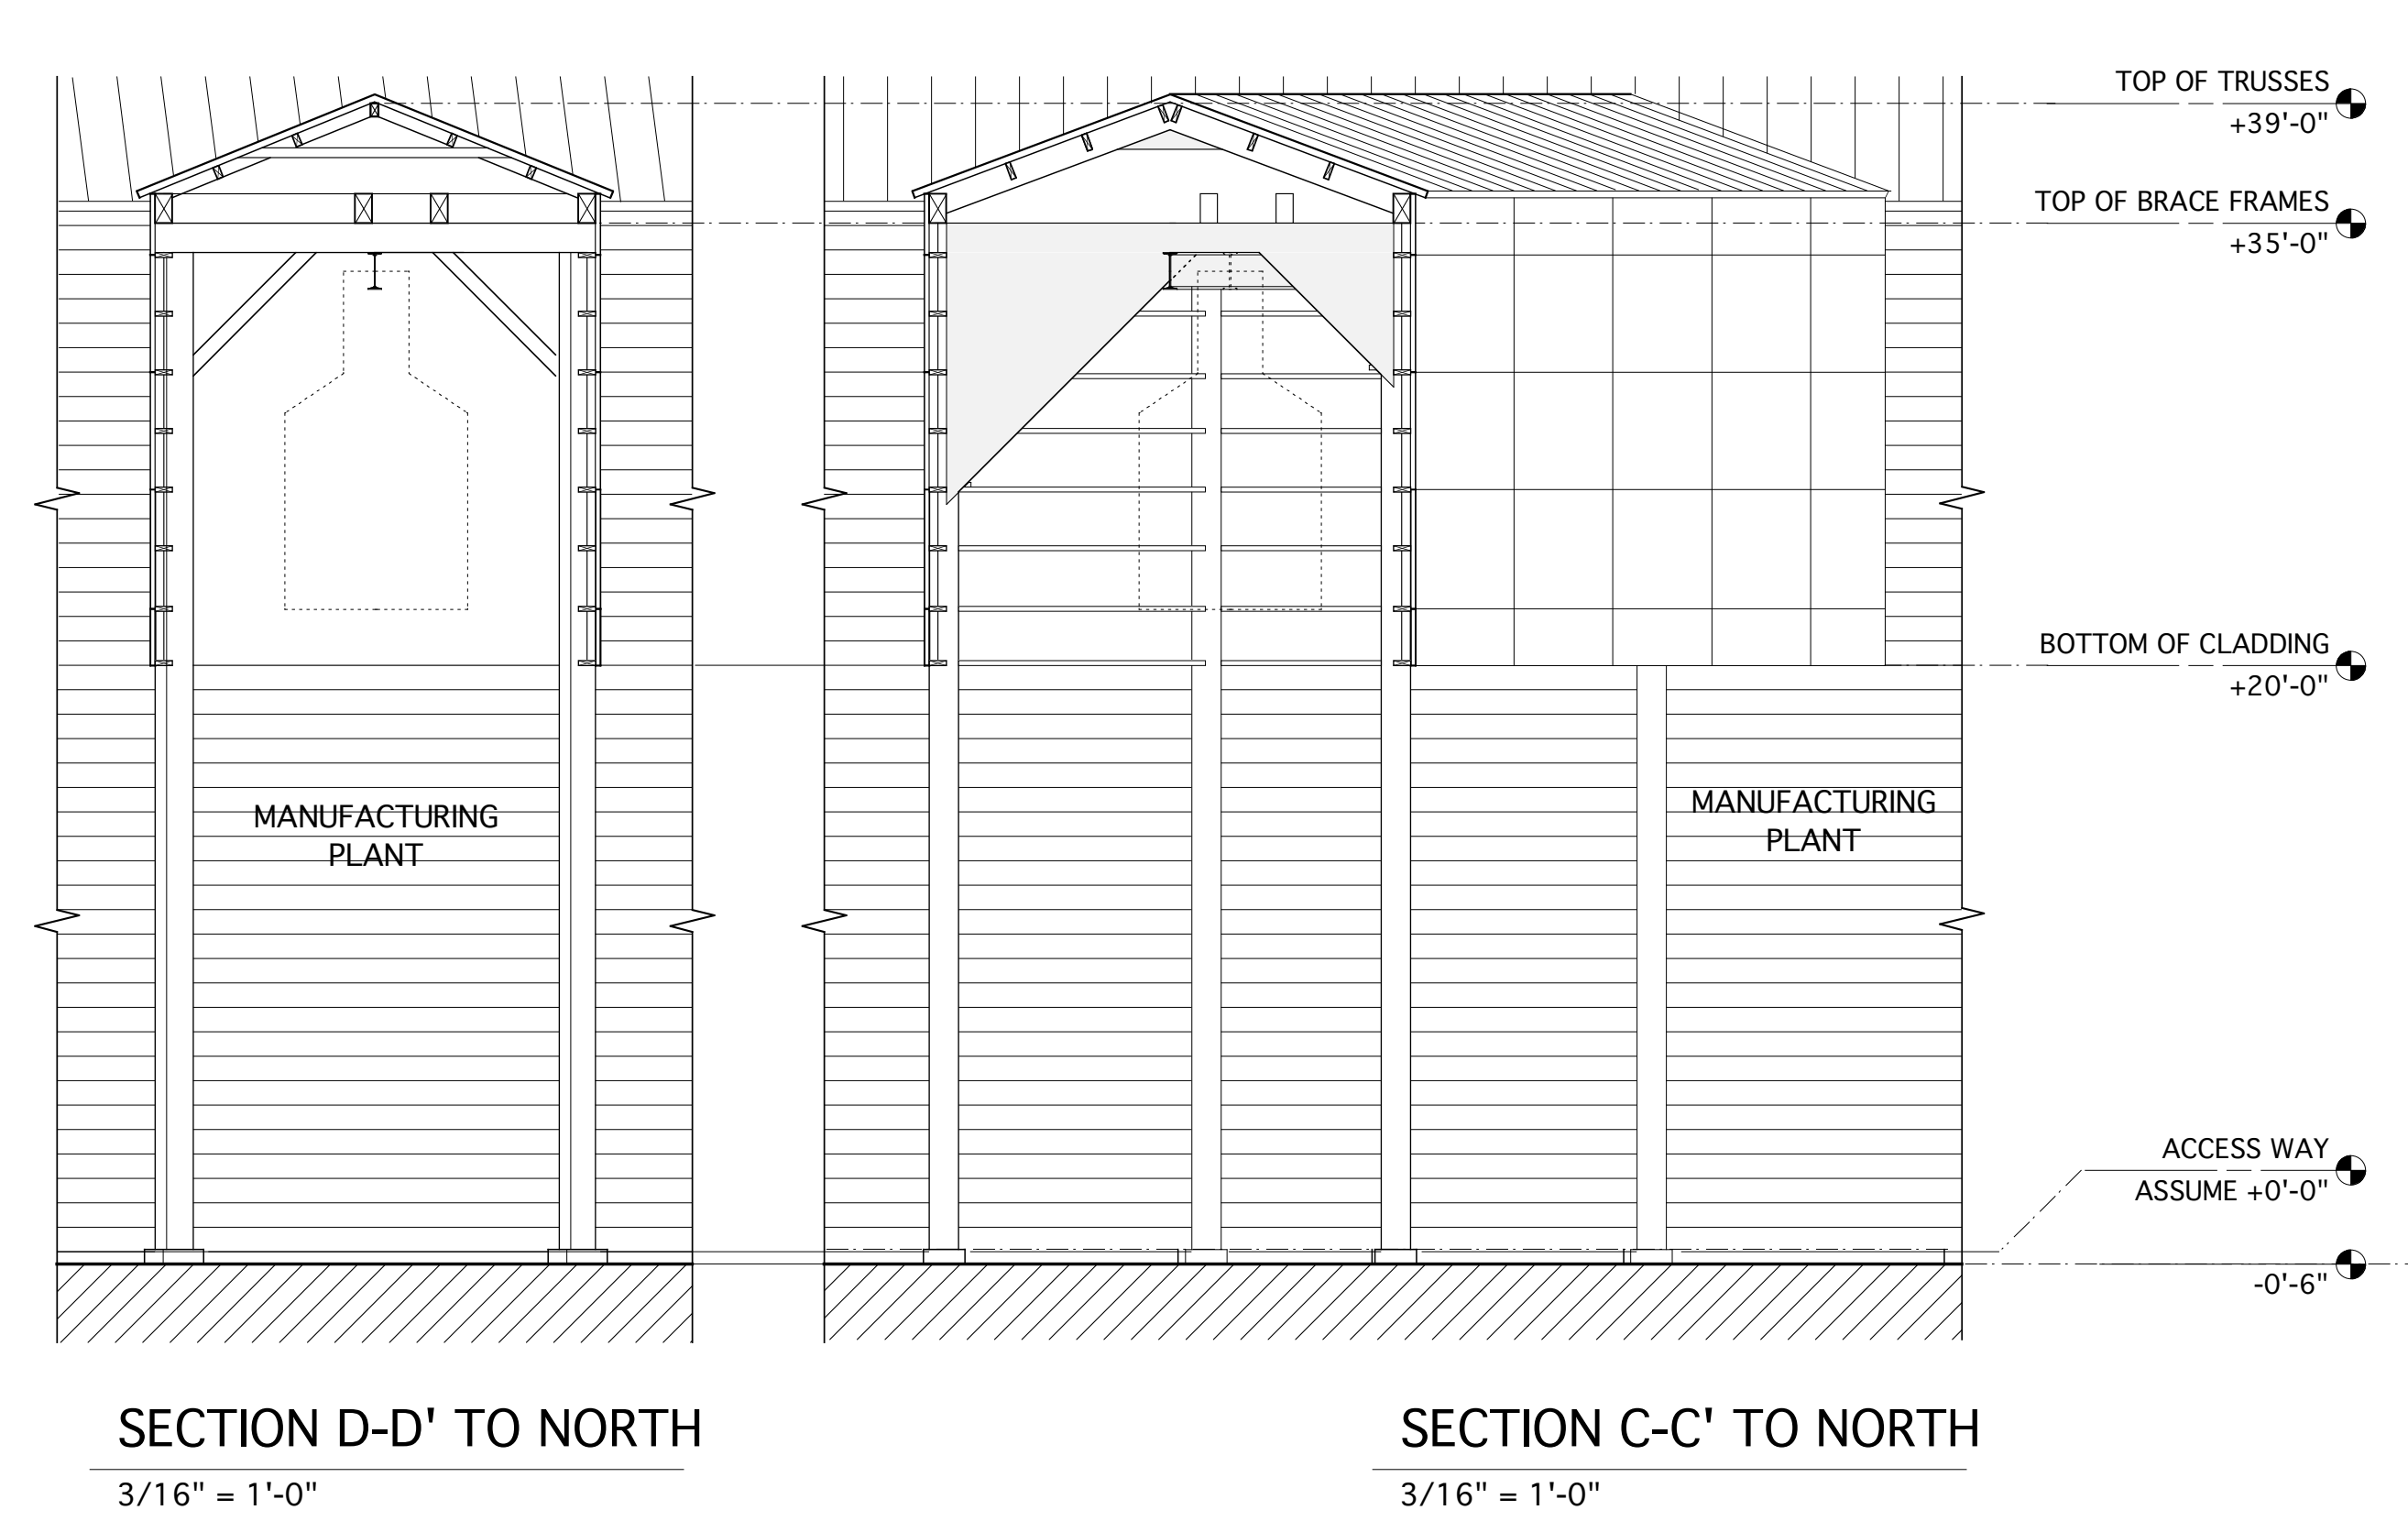 TOP OF TRUSSES
+39'-0"
TOP OF BRACE FRAMES
+35'-0"
BOTTOM OF CLADDING
+20'-0"
MANUFACTURING
PLANT
MANUFACTURING
PLANT
ACCESS WAY
ASSUME +0'-0"
-0'-6"
SECTION D-D' TO NORTH
3/16" = 1'-0"
SECTION C-C' TO NORTH
3/16" = 1'-0"